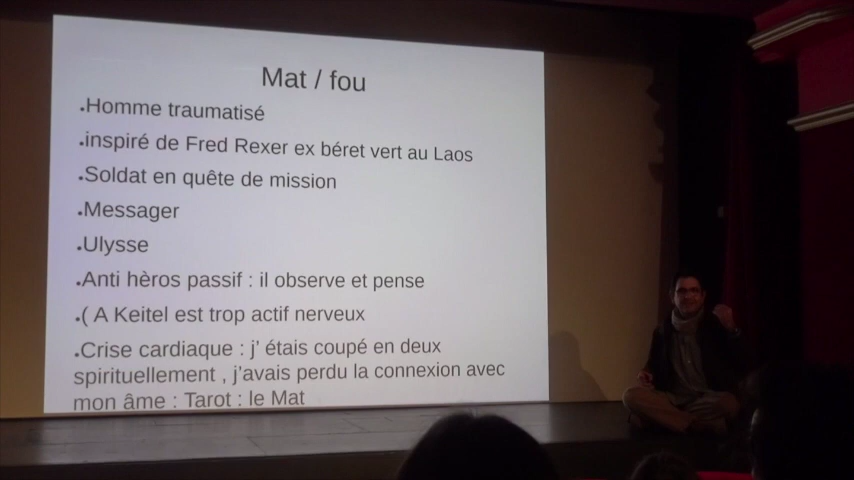 Mat / fou
.Homme traumatisé
.inspiré de Fred Rexer ex béret vert au Laos
.Soldat en quête de mission
.Messager
.Ulysse
.Anti hèros passif : il observe et pense
.( A Keitel est trop actif nerveux
.Crise cardiaque : j' étais coupé en deux
spirituellement , j'avais perdu la connexion avec
mon âme : Tarot : le Mat